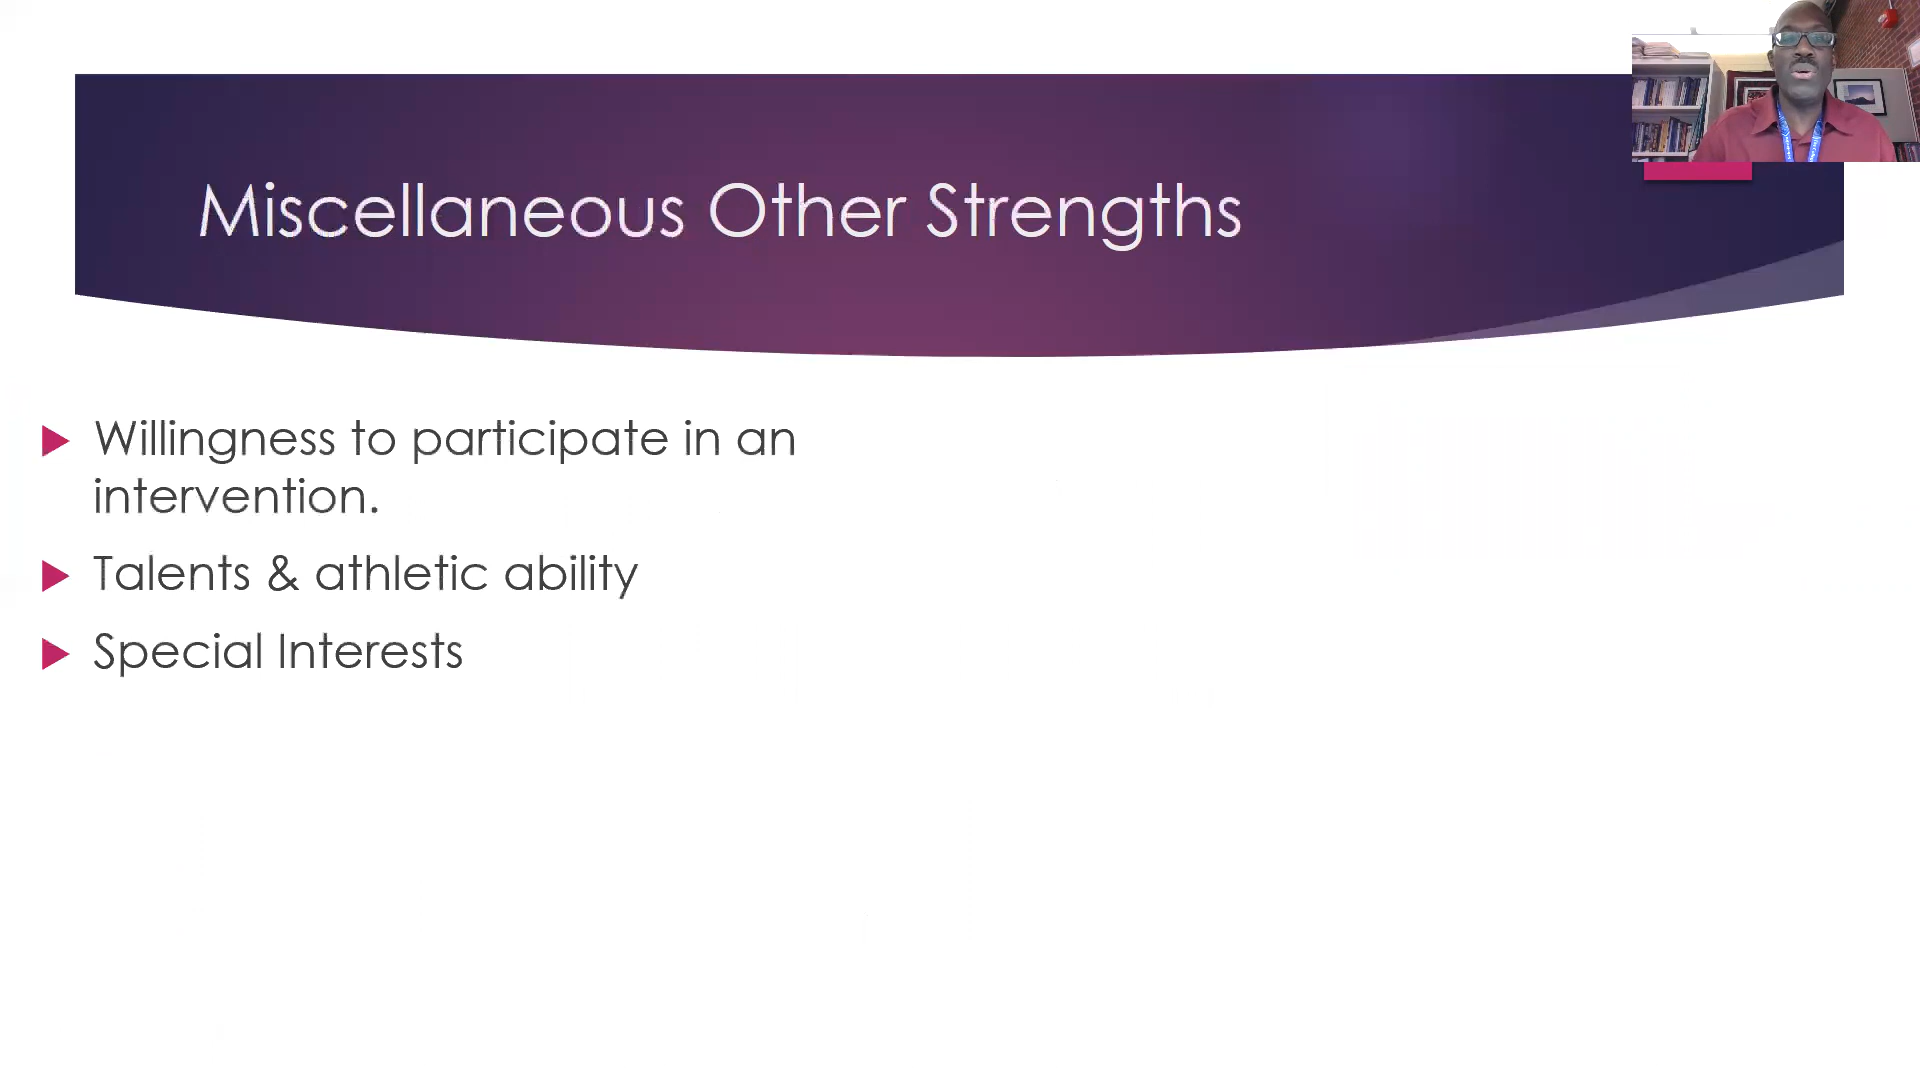 Miscellaneous Other Strengths
Willingness to participate in an
intervention.
Talents & athletic ability
Special Interests